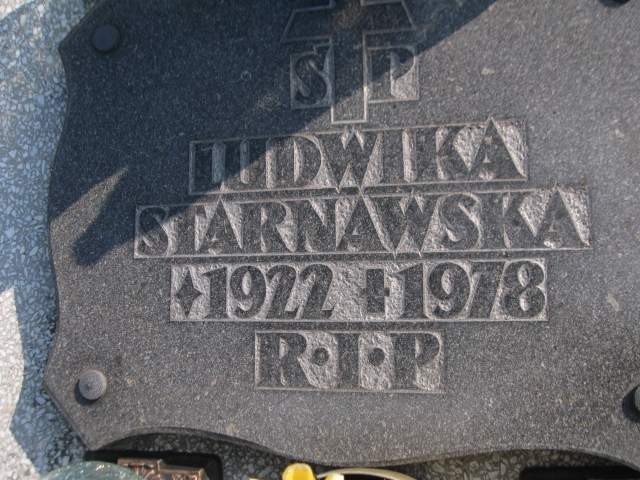 Ś P
LUDWIKA
STARNAWSKA
✦1922 ✝1978
R•I•P